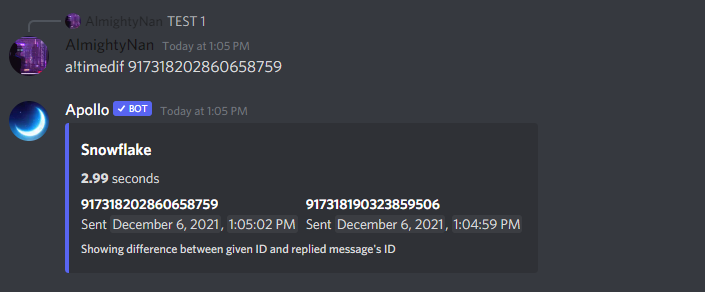 AlmightyNan TEST 1
AlmightyNan Today at 1:05 PM
a!timedif 917318202860658759
Apollo ✓ BOT Today at 1:05 PM
Snowflake
2.99 seconds
917318202860658759 917318190323859506
Sent December 6, 2021, 1:05:02 PM Sent December 6, 2021, 1:04:59 PM
Showing difference between given ID and replied message's ID